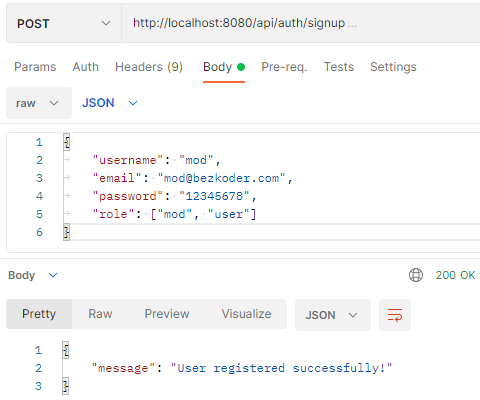 POST http://localhost:8080/api/auth/signup ...
Params Auth Headers (9) Body Pre-req. Tests Settings
raw JSON
1 {
2 "username": "mod",
3 "email": "mod@bezkoder.com",
4 "password": "12345678",
5 "role": ["mod", "user"]
6 }
Body 200 OK
Pretty Raw Preview Visualize JSON
1 {
2 "message": "User registered successfully!"
3 }